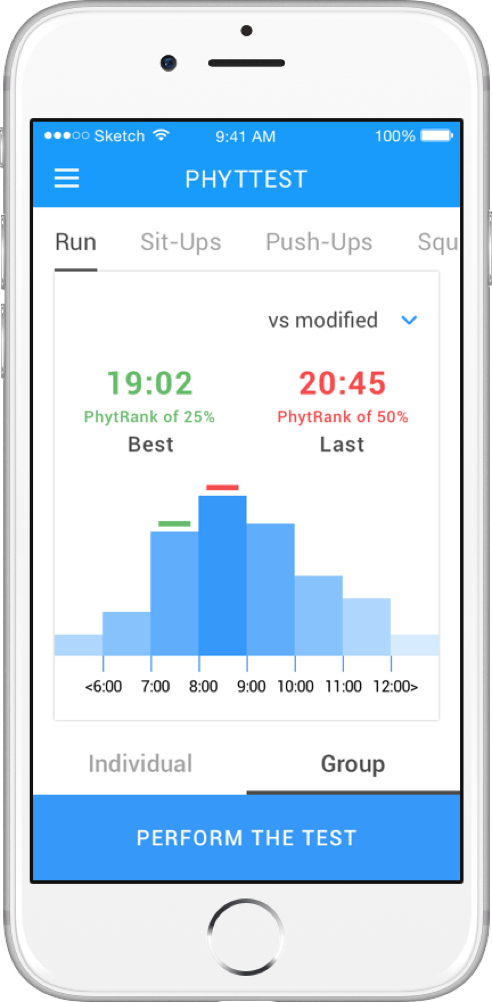 Sketch 9:41 AM 100%
PHYTTEST
Run Sit-Ups Push-Ups Squ
vs modified
19:02 20:45
PhytRank of 25% PhytRank of 50%
Best Last
<6:00 7:00 8:00 9:00 10:00 11:00 12:00>
Individual Group
PERFORM THE TEST